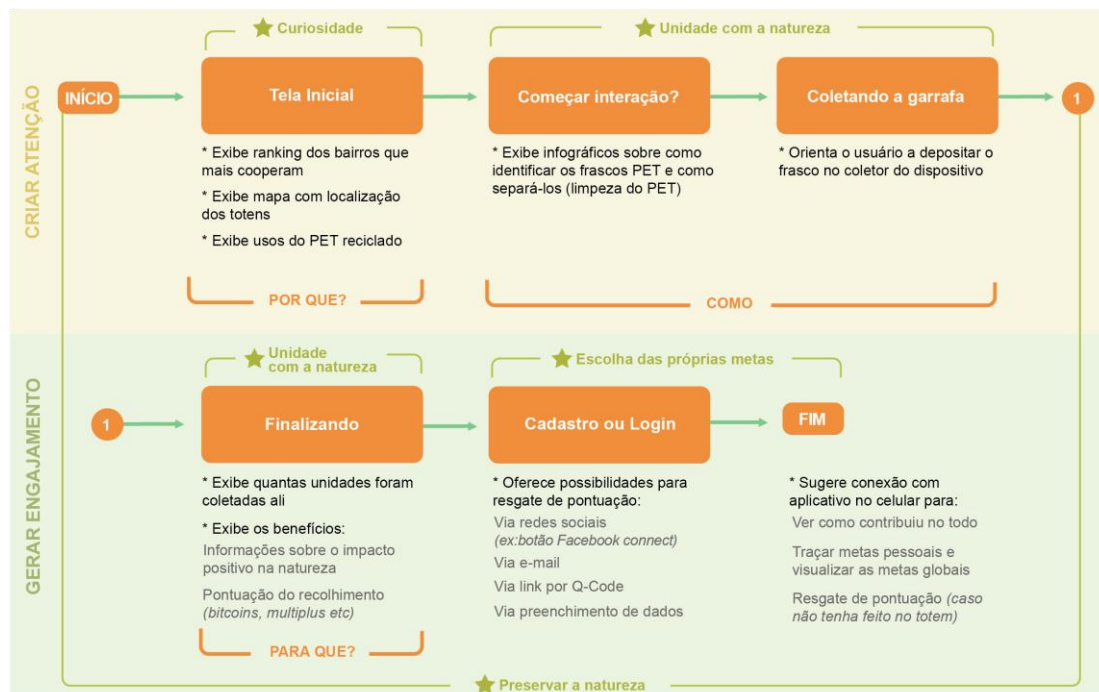 CRIAR ATENÇÃO
Curiosidade
Unidade com a natureza
INÍCIO
Tela Inicial
Começar interação?
Coletando a garrafa
1
* Exibe ranking dos bairros que
mais cooperam
* Exibe mapa com localização
dos totens
* Exibe usos do PET reciclado
* Exibe infográficos sobre como
identificar os frascos PET e como
separá-los (limpeza do PET)
* Orienta o usuário a depositar o
frasco no coletor do dispositivo
POR QUE?
COMO
GERAR ENGAJAMENTO
Unidade
com a natureza
Escolha das próprias metas
1
Finalizando
Cadastro ou Login
FIM
* Exibe quantas unidades foram
coletadas ali
* Exibe os benefícios:
Informações sobre o impacto
positivo na natureza
Pontuação do recolhimento
(bitcoins, multiplus etc)
* Oferece possibilidades para
resgate de pontuação:
Via redes sociais
(ex:botão Facebook connect)
Via e-mail
Via link por Q-Code
Via preenchimento de dados
* Sugere conexão com
aplicativo no celular para:
Ver como contribuiu no todo
Traçar metas pessoais e
visualizar as metas globais
Resgate de pontuação (caso
não tenha feito no totem)
PARA QUE?
Preservar a natureza